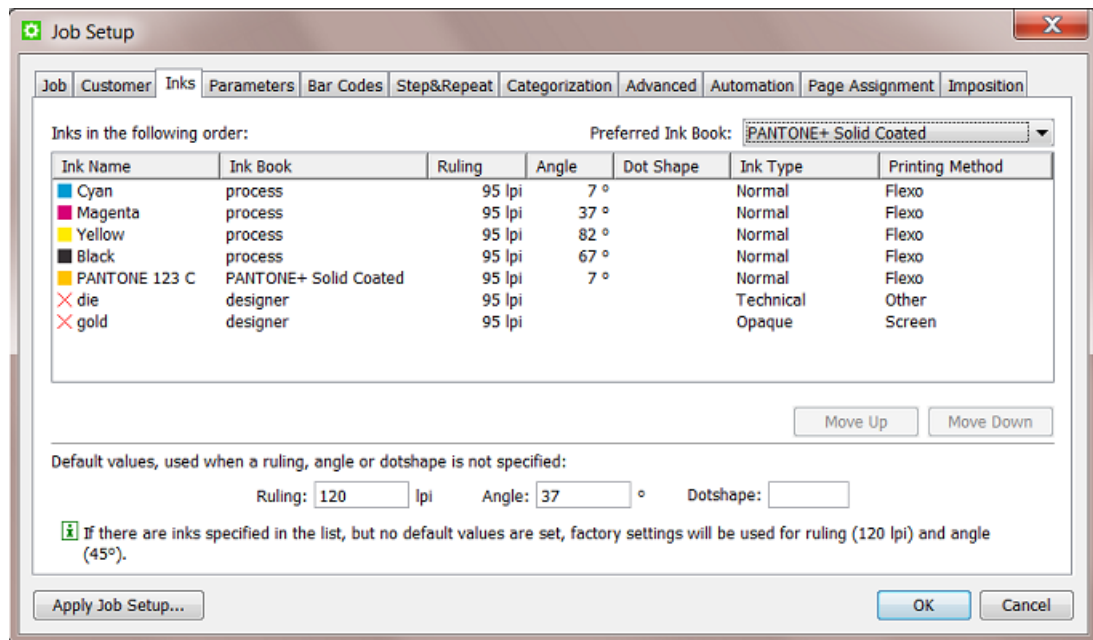 Job Setup
Job Customer Inks Parameters Bar Codes Step&Repeat Categorization Advanced Automation Page Assignment Imposition
Inks in the following order: Preferred Ink Book: PANTONE+ Solid Coated
Ink Name Ink Book Ruling Angle Dot Shape Ink Type Printing Method
Cyan process 95 lpi 7 º Normal Flexo
Magenta process 95 lpi 37 º Normal Flexo
Yellow process 95 lpi 82 º Normal Flexo
Black process 95 lpi 67 º Normal Flexo
PANTONE 123 C PANTONE+ Solid Coated 95 lpi 7 º Normal Flexo
die designer 95 lpi Technical Other
gold designer 95 lpi Opaque Screen
Move Up Move Down
Default values, used when a ruling, angle or dotshape is not specified:
Ruling: 120 lpi Angle: 37 º Dotshape:
If there are inks specified in the list, but no default values are set, factory settings will be used for ruling (120 lpi) and angle
(45º).
Apply Job Setup... OK Cancel